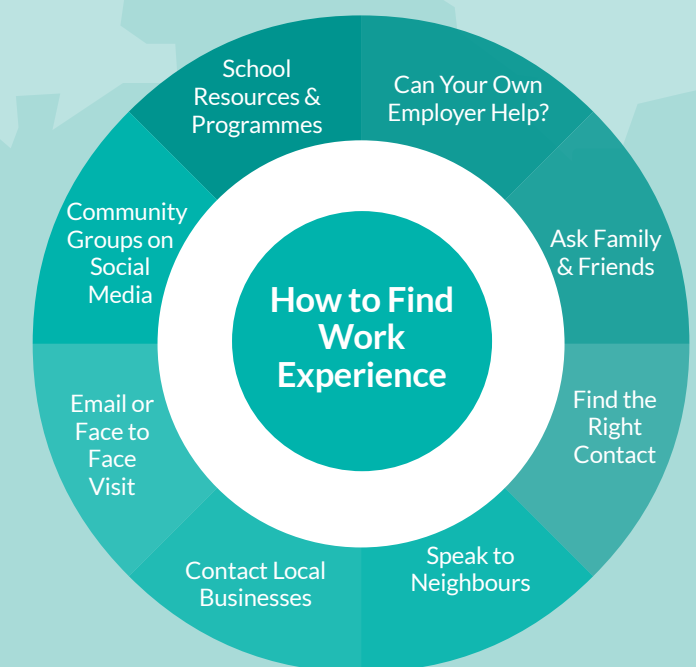 How to Find
Work
Experience
School
Resources &
Programmes
Can Your Own
Employer Help?
Ask Family
& Friends
Find the
Right
Contact
Speak to
Neighbours
Contact Local
Businesses
Email or
Face to
Face
Visit
Community
Groups on
Social
Media